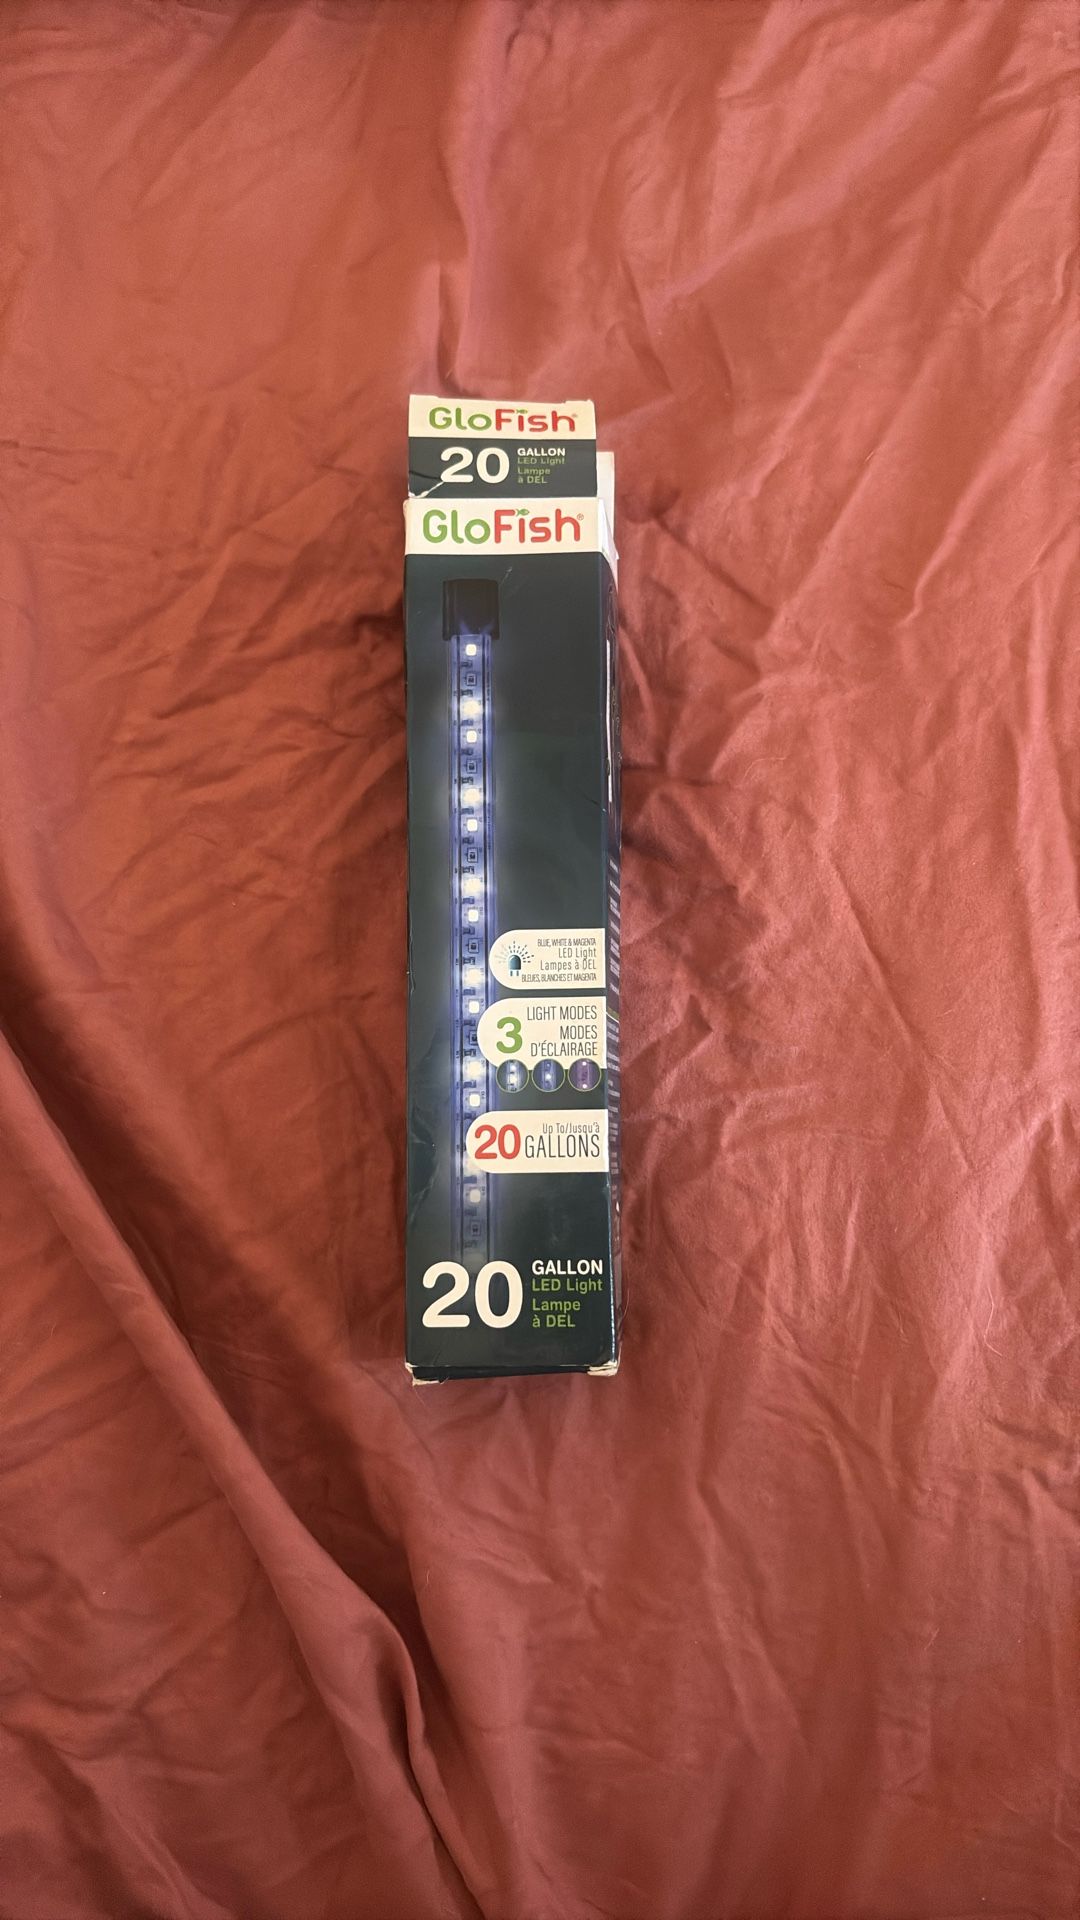 GloFish®
20 GALLON
LED Light
Lampe
à DEL
GloFish®
BLUE, WHITE & MAGENTA
LED Light
Lampes à DEL
BLEUES, BLANCHES ET MAGENTA
3 LIGHT MODES
MODES
D'ÉCLAIRAGE
Up To/Jusqu'à
20 GALLONS
20 GALLON
LED Light
Lampe
à DEL